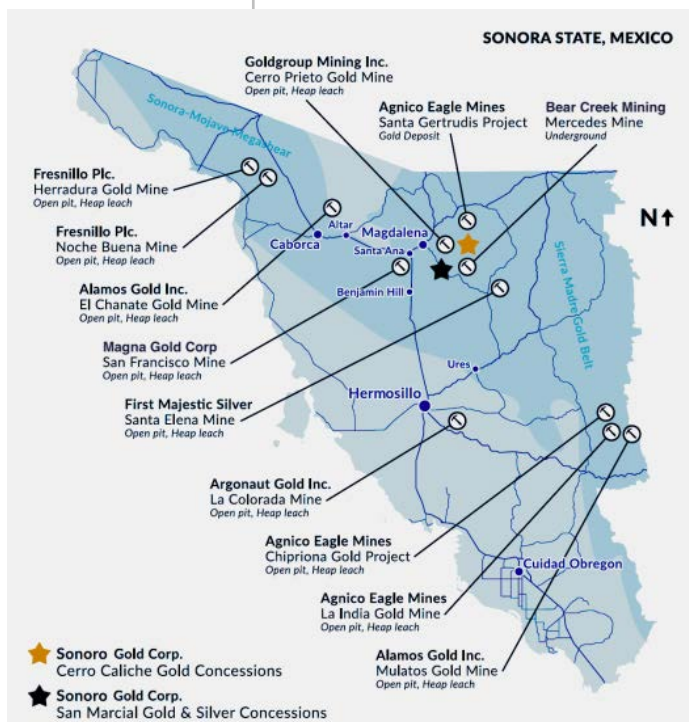 SONORA STATE, MEXICO
Goldgroup Mining Inc.
Cerro Prieto Gold Mine
Open pit, Heap leach
Agnico Eagle Mines
Santa Gertrudis Project
Gold Deposit
Bear Creek Mining
Mercedes Mine
Underground
Sonora-Mojave Megashear
Fresnillo Plc.
Herradura Gold Mine
Open pit, Heap leach
N
Fresnillo Plc.
Noche Buena Mine
Open pit, Heap leach
Altar
Caborca
Magdalena
Santa Ana
Benjamin Hill
Sierra Madre Gold Belt
Alamos Gold Inc.
El Chanate Gold Mine
Open pit, Heap leach
Magna Gold Corp
San Francisco Mine
Open pit, Heap leach
Ures
First Majestic Silver
Santa Elena Mine
Open pit, Heap leach
Hermosillo
Argonaut Gold Inc.
La Colorada Mine
Open pit, Heap leach
Agnico Eagle Mines
Chipriona Gold Project
Open pit, Heap leach
Cuidad Obregon
Agnico Eagle Mines
La India Gold Mine
Open pit, Heap leach
Alamos Gold Inc.
Mulatos Gold Mine
Open pit, Heap leach
Sonoro Gold Corp.
Cerro Caliche Gold Concessions
Sonoro Gold Corp.
San Marcial Gold & Silver Concessions